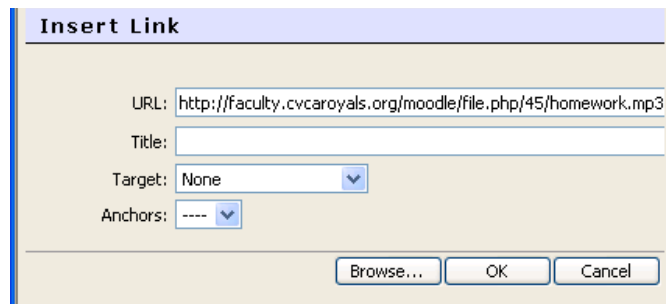 Insert Link
URL: http://faculty.cvcaroyals.org/moodle/file.php/45/homework.mp3
Title:
Target: None
Anchors: ----
Browse... OK Cancel